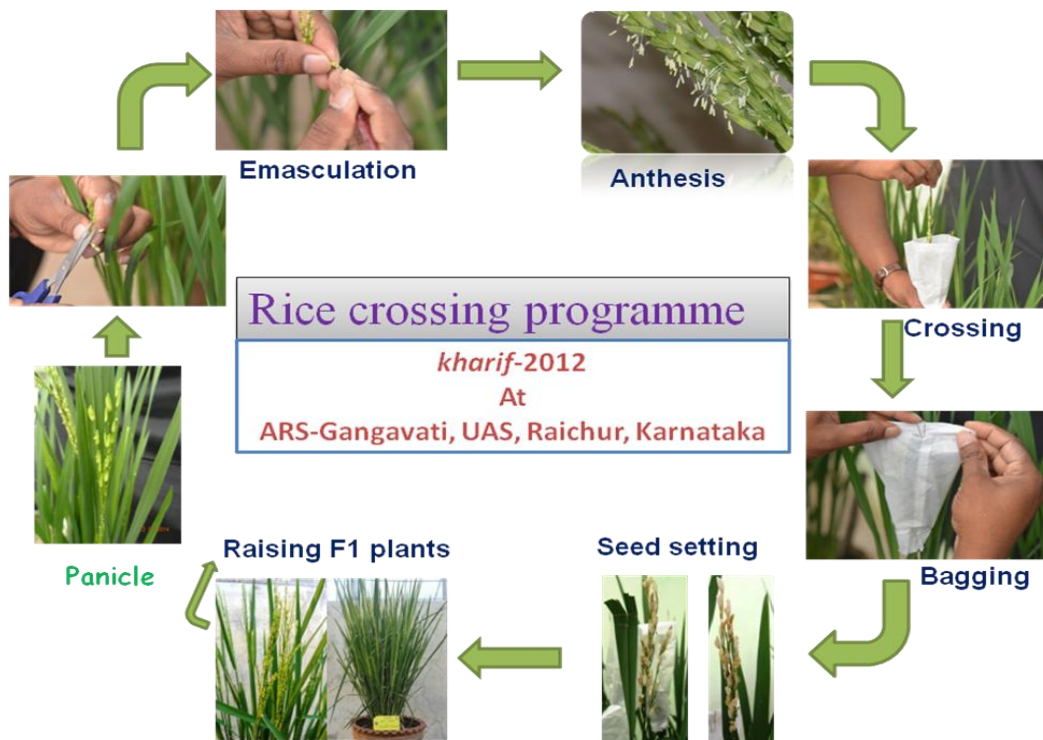 Emasculation
Anthesis
Rice crossing programme
kharif-2012
At
ARS-Gangavati, UAS, Raichur, Karnataka
Crossing
Bagging
Seed setting
Raising F1 plants
Panicle